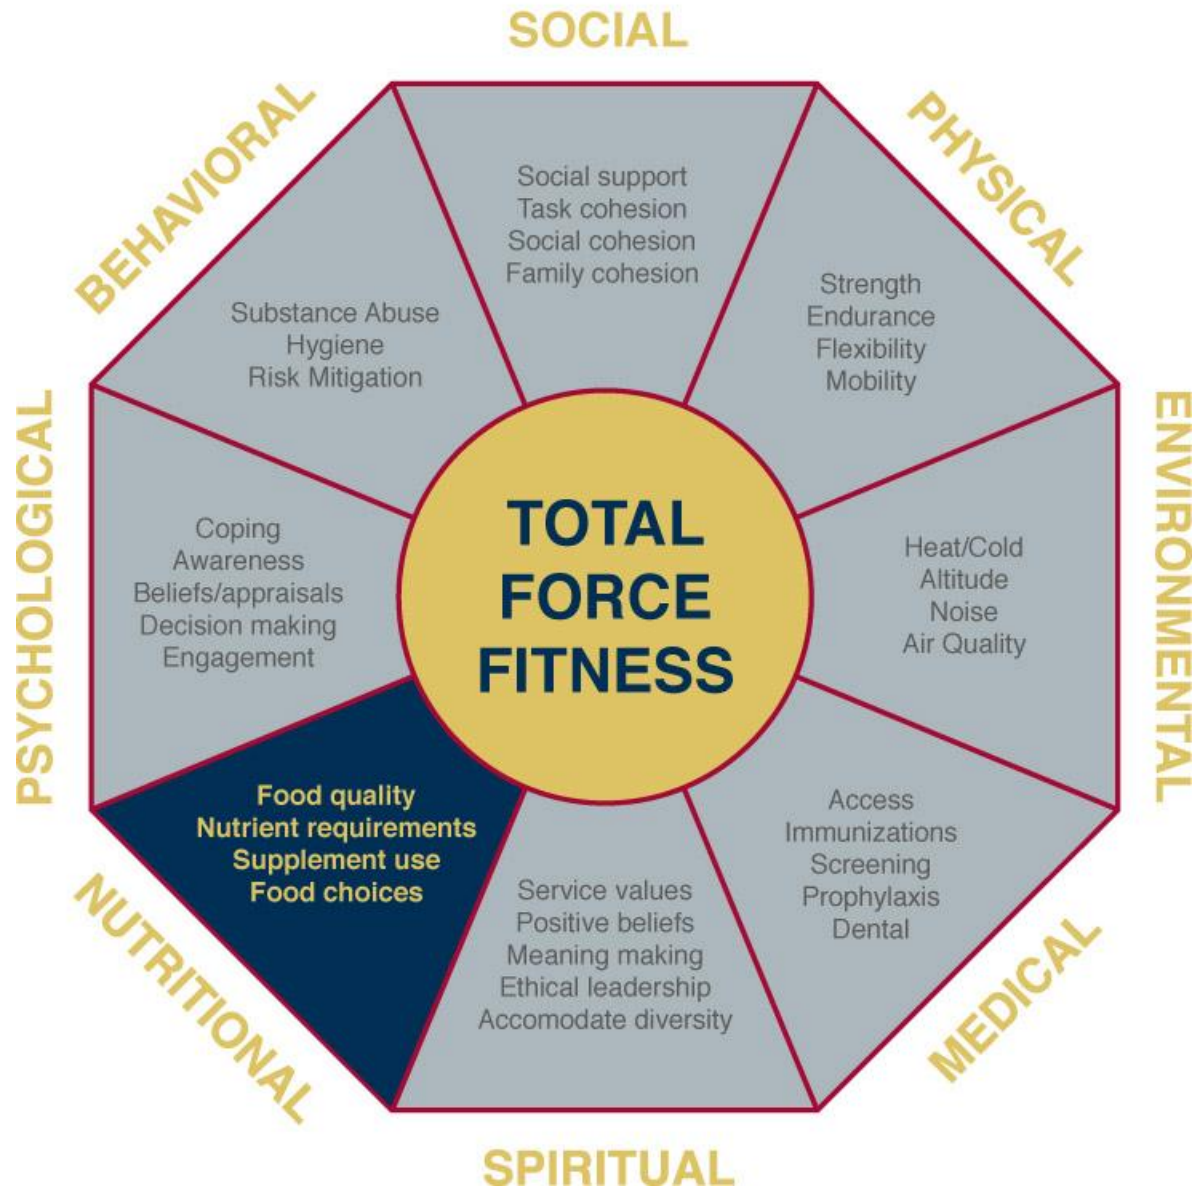 SOCIAL
Social support
Task cohesion
Social cohesion
Family cohesion
PHYSICAL
Strength
Endurance
Flexibility
Mobility
ENVIRONMENTAL
Heat/Cold
Altitude
Noise
Air Quality
MEDICAL
Access
Immunizations
Screening
Prophylaxis
Dental
SPIRITUAL
Service values
Positive beliefs
Meaning making
Ethical leadership
Accomodate diversity
NUTRITIONAL
Food quality
Nutrient requirements
Supplement use
Food choices
PSYCHOLOGICAL
Coping
Awareness
Beliefs/appraisals
Decision making
Engagement
BEHAVIORAL
Substance Abuse
Hygiene
Risk Mitigation
TOTAL
FORCE
FITNESS